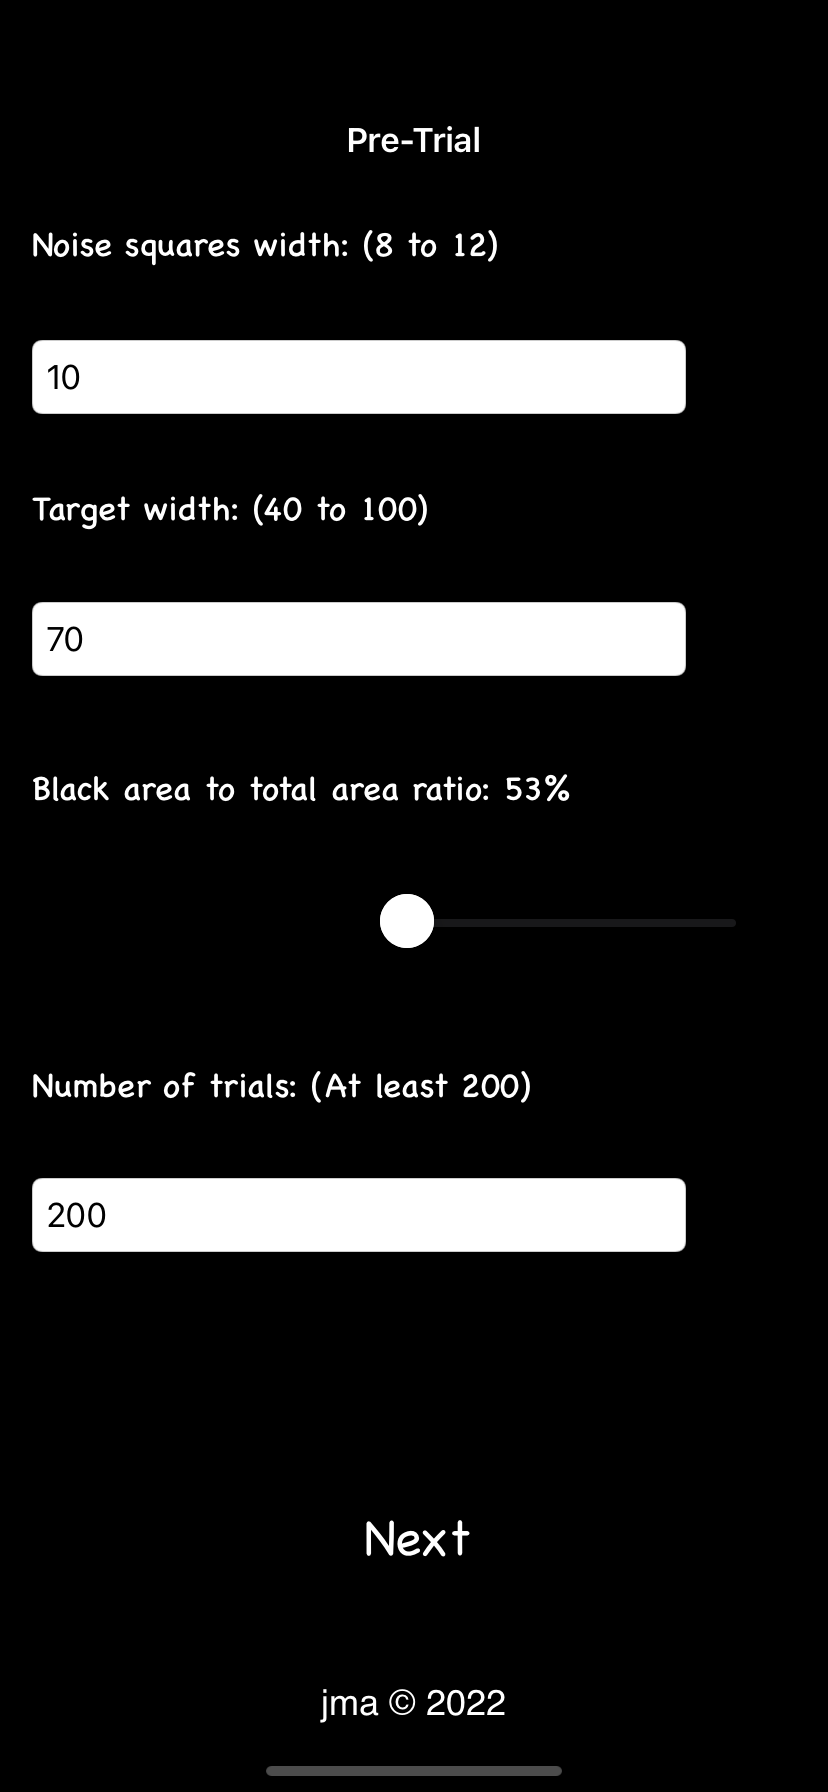 Pre-Trial
Noise squares width: (8 to 12)
10
Target width: (40 to 100)
70
Black area to total area ratio: 53%
Number of trials: (At least 200)
200
Next
jma © 2022